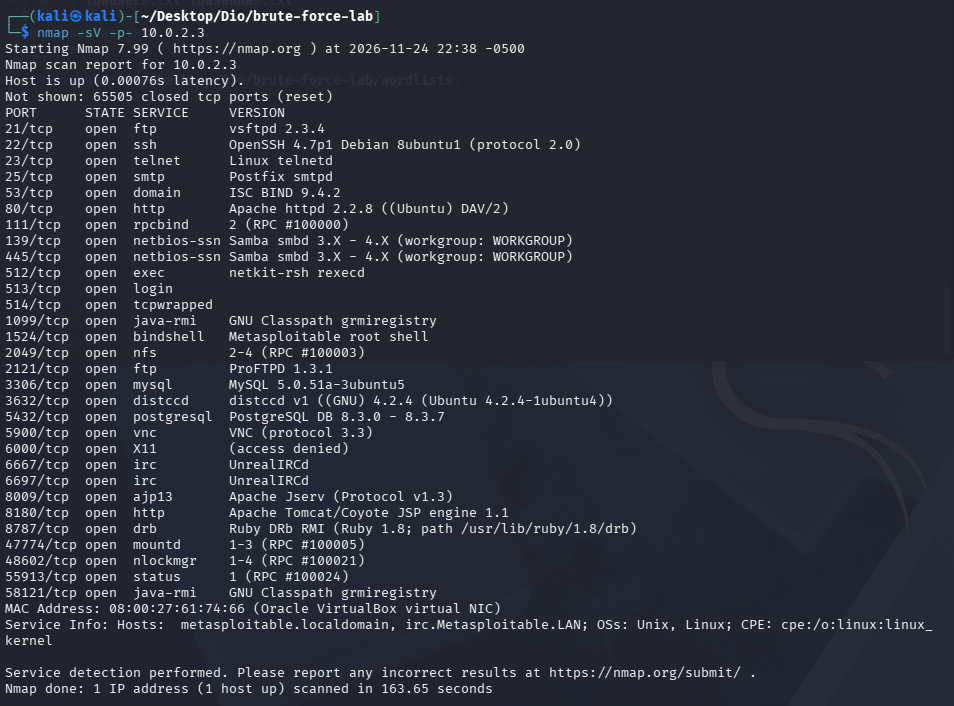 ┌──(kali㉿kali)-[~/Desktop/Dio/brute-force-lab]
└─$ nmap -sV -p- 10.0.2.3
Starting Nmap 7.99 ( https://nmap.org ) at 2026-11-24 22:38 -0500
Nmap scan report for 10.0.2.3
Host is up (0.00076s latency).
Not shown: 65505 closed tcp ports (reset)
PORT      STATE SERVICE     VERSION
21/tcp    open  ftp         vsftpd 2.3.4
22/tcp    open  ssh         OpenSSH 4.7p1 Debian 8ubuntu1 (protocol 2.0)
23/tcp    open  telnet      Linux telnetd
25/tcp    open  smtp        Postfix smtpd
53/tcp    open  domain      ISC BIND 9.4.2
80/tcp    open  http        Apache httpd 2.2.8 ((Ubuntu) DAV/2)
111/tcp   open  rpcbind     2 (RPC #100000)
139/tcp   open  netbios-ssn Samba smbd 3.X - 4.X (workgroup: WORKGROUP)
445/tcp   open  netbios-ssn Samba smbd 3.X - 4.X (workgroup: WORKGROUP)
512/tcp   open  exec        netkit-rsh rexecd
513/tcp   open  login
514/tcp   open  tcpwrapped
1099/tcp  open  java-rmi    GNU Classpath grmiregistry
1524/tcp  open  bindshell   Metasploitable root shell
2049/tcp  open  nfs         2-4 (RPC #100003)
2121/tcp  open  ftp         ProFTPD 1.3.1
3306/tcp  open  mysql       MySQL 5.0.51a-3ubuntu5
3632/tcp  open  distccd     distccd v1 ((GNU) 4.2.4 (Ubuntu 4.2.4-1ubuntu4))
5432/tcp  open  postgresql  PostgreSQL DB 8.3.0 - 8.3.7
5900/tcp  open  vnc         VNC (protocol 3.3)
6000/tcp  open  X11         (access denied)
6667/tcp  open  irc         UnrealIRCd
6697/tcp  open  irc         UnrealIRCd
8009/tcp  open  ajp13       Apache Jserv (Protocol v1.3)
8180/tcp  open  http        Apache Tomcat/Coyote JSP engine 1.1
8787/tcp  open  drb         Ruby DRb RMI (Ruby 1.8; path /usr/lib/ruby/1.8/drb)
47774/tcp open  mountd      1-3 (RPC #100005)
48602/tcp open  nlockmgr    1-4 (RPC #100021)
55913/tcp open  status      1 (RPC #100024)
58121/tcp open  java-rmi    GNU Classpath grmiregistry
MAC Address: 08:00:27:61:74:66 (Oracle VirtualBox virtual NIC)
Service Info: Hosts:  metasploitable.localdomain, irc.Metasploitable.LAN; OSs: Unix, Linux; CPE: cpe:/o:linux:linux_
kernel

Service detection performed. Please report any incorrect results at https://nmap.org/submit/ .
Nmap done: 1 IP address (1 host up) scanned in 163.65 seconds